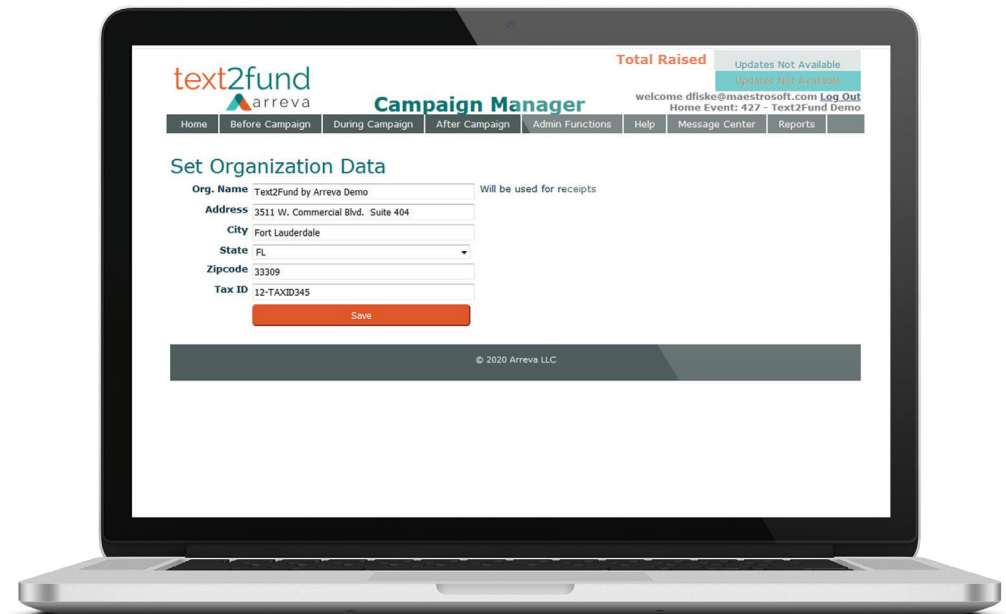 text2fund
arreva
Campaign Manager
Total Raised
Updates Not Available
Updates Not Available
welcome dfiske@maestrosoft.com Log Out
Home Event: 427 - Text2Fund Demo
Home Before Campaign During Campaign After Campaign Admin Functions Help Message Center Reports
Set Organization Data
Org. Name Text2Fund by Arreva Demo Will be used for receipts
Address 3511 W. Commercial Blvd. Suite 404
City Fort Lauderdale
State FL
Zipcode 33309
Tax ID 12-TAXID345
Save
© 2020 Arreva LLC